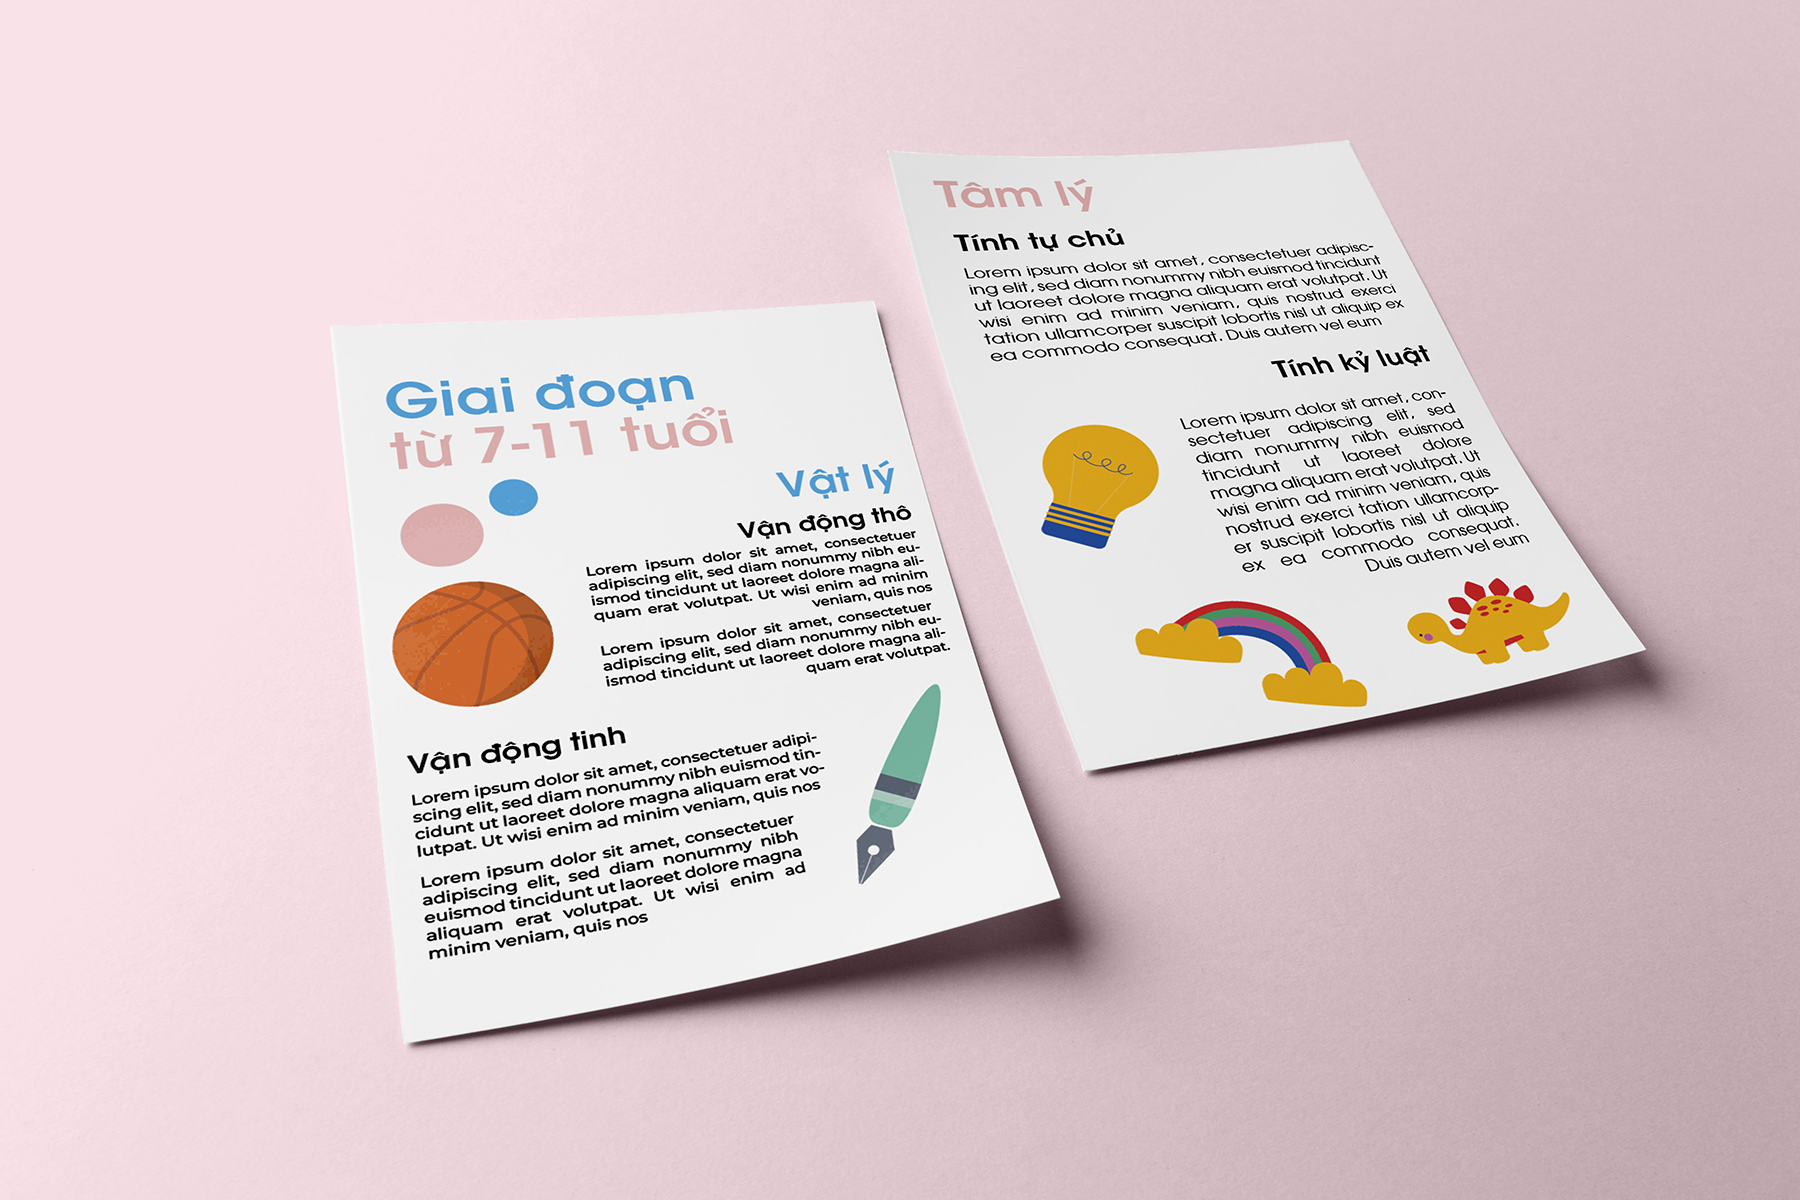 Giai đoạn
từ 7-11 tuổi
Vật lý
Vận động thô
Lorem ipsum dolor sit amet, consectetuer
adipiscing elit, sed diam nonummy nibh eu-
ismod tincidunt ut laoreet dolore magna ali-
quam erat volutpat. Ut wisi enim ad minim
veniam, quis nos
Lorem ipsum dolor sit amet, consectetuer
adipiscing elit, sed diam nonummy nibh eu-
ismod tincidunt ut laoreet dolore magna ali-
quam erat volutpat.
Vận động tinh
Lorem ipsum dolor sit amet, consectetuer adipi-
scing elit, sed diam nonummy nibh euismod tin-
cidunt ut laoreet dolore magna aliquam erat vo-
lutpat. Ut wisi enim ad minim veniam, quis nos
Lorem ipsum dolor sit amet, consectetuer
adipiscing elit, sed diam nonummy nibh
euismod tincidunt ut laoreet dolore magna
aliquam erat volutpat. Ut wisi enim ad
minim veniam, quis nos
Tâm lý
Tính tự chủ
Lorem ipsum dolor sit amet, consectetuer adipisc-
ing elit, sed diam nonummy nibh euismod tincidunt
ut laoreet dolore magna aliquam erat volutpat. Ut
wisi enim ad minim veniam, quis nostrud exerci
tation ullamcorper suscipit lobortis nisl ut aliquip ex
ea commodo consequat. Duis autem vel eum
Tính kỷ luật
Lorem ipsum dolor sit amet, con-
sectetuer adipiscing elit, sed
diam nonummy nibh euismod
tincidunt ut laoreet dolore
magna aliquam erat volutpat. Ut
wisi enim ad minim veniam, quis
nostrud exerci tation ullamcorp-
er suscipit lobortis nisl ut aliquip
ex ea commodo consequat.
Duis autem vel eum